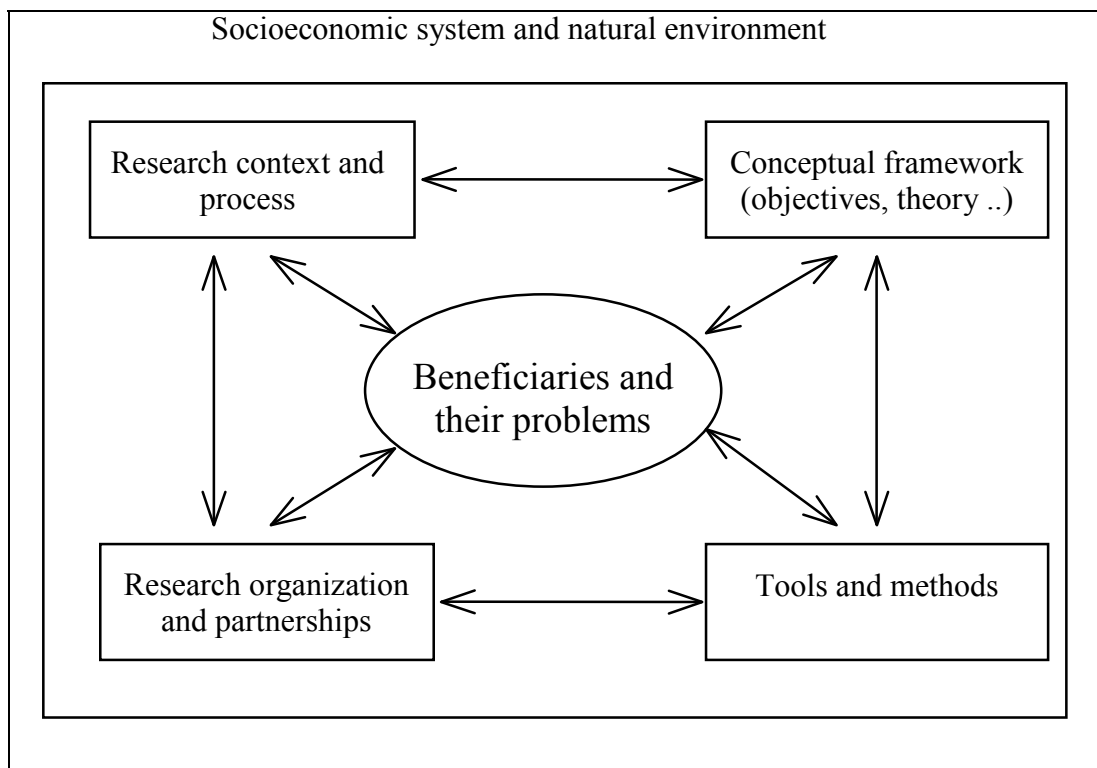 Socioeconomic system and natural environment
Research context and
process
Conceptual framework
(objectives, theory ..)
Beneficiaries and
their problems
Research organization
and partnerships
Tools and methods